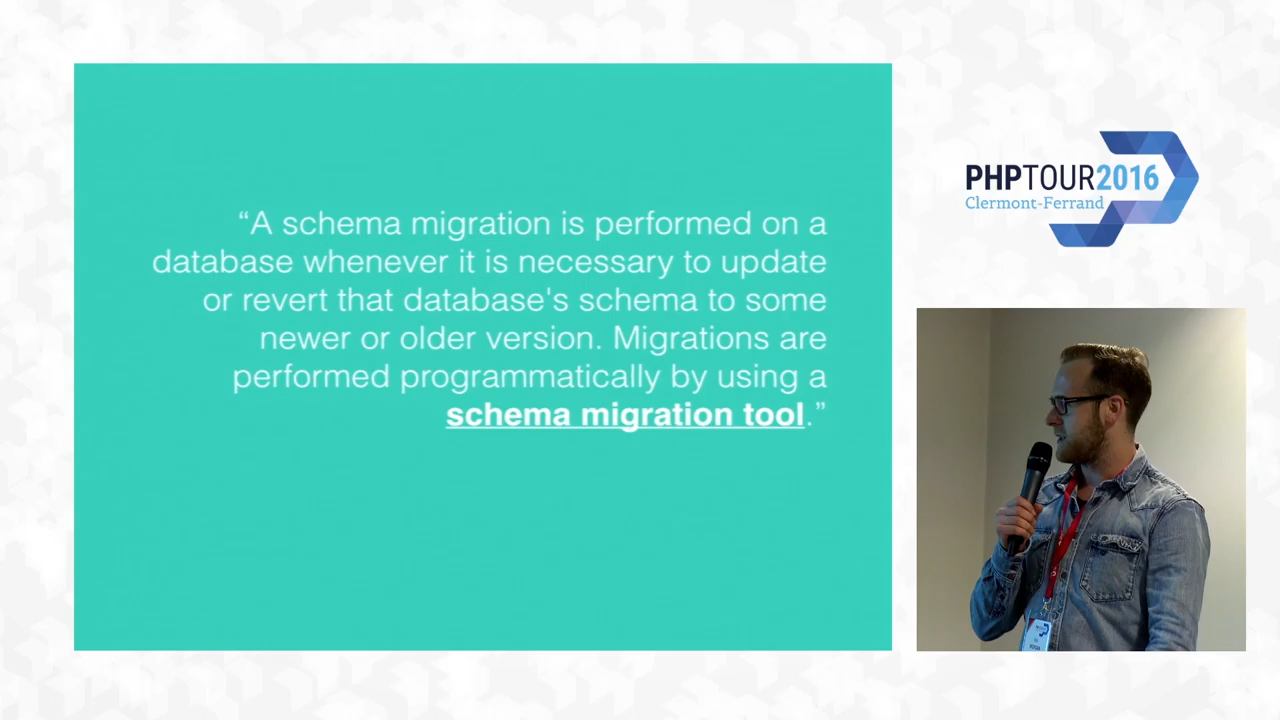 “A schema migration is performed on a
database whenever it is necessary to update
or revert that database's schema to some
newer or older version. Migrations are
performed programmatically by using a
schema migration tool.”
PHPTOUR2016
Clermont-Ferrand